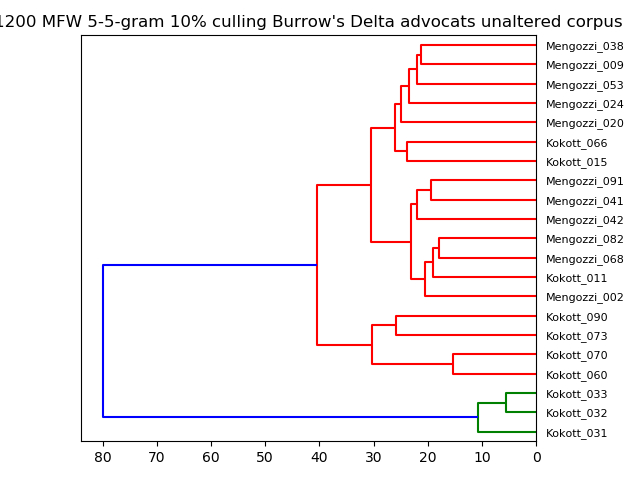 1200 MFW 5-5-gram 10% culling Burrow's Delta advocats unaltered corpus
Mengozzi_038
Mengozzi_009
Mengozzi_053
Mengozzi_024
Mengozzi_020
Kokott_066
Kokott_015
Mengozzi_091
Mengozzi_041
Mengozzi_042
Mengozzi_082
Mengozzi_068
Kokott_011
Mengozzi_002
Kokott_090
Kokott_073
Kokott_070
Kokott_060
Kokott_033
Kokott_032
Kokott_031
80 70 60 50 40 30 20 10 0